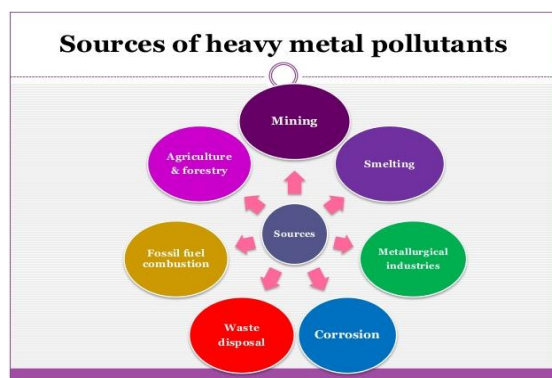 Sources of heavy metal pollutants
Mining
Agriculture
& forestry
Smelting
Sources
Fossil fuel
combustion
Metallurgical
industries
Waste
disposal
Corrosion